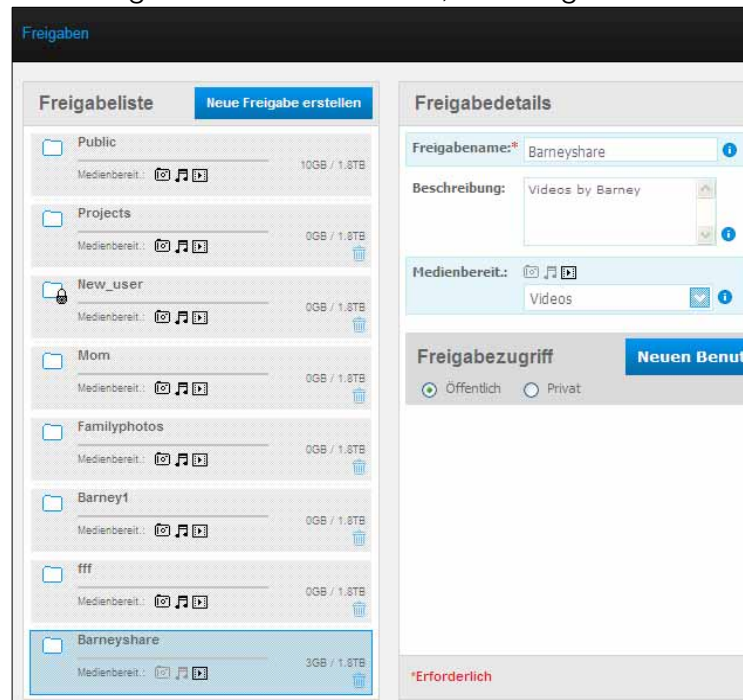 Freigaben
Freigabeliste
Neue Freigabe erstellen
Public
Medienbereit.:
10GB / 1.8TB
Projects
Medienbereit.:
0GB / 1.8TB
New_user
Medienbereit.:
0GB / 1.8TB
Mom
Medienbereit.:
0GB / 1.8TB
Familyphotos
Medienbereit.:
0GB / 1.8TB
Barney1
Medienbereit.:
0GB / 1.8TB
fff
Medienbereit.:
0GB / 1.8TB
Barneyshare
Medienbereit.:
3GB / 1.8TB
Freigabedetails
Freigabename:* Barneyshare
Beschreibung: Videos by Barney
Medienbereit.:
Videos
Freigabezugriff
Neuen Benut
Öffentlich Privat
*Erforderlich